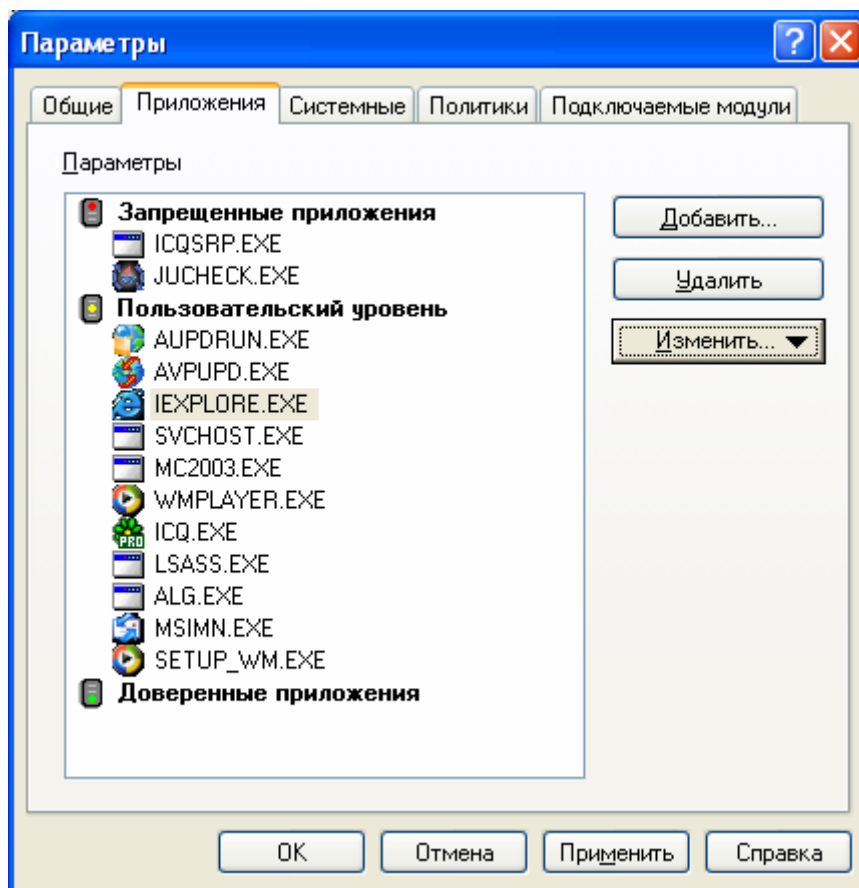 Параметры
Общие Приложения Системные Политики Подключаемые модули
Параметры
Запрещенные приложения
ICQSRP.EXE
JUCHECK.EXE
Пользовательский уровень
AUPDRUN.EXE
AVPUPD.EXE
IEXPLORE.EXE
SVCHOST.EXE
MC2003.EXE
WMPLAYER.EXE
PRO ICQ.EXE
LSASS.EXE
ALG.EXE
MSIMN.EXE
SETUP_WM.EXE
Доверенные приложения
Добавить...
Удалить
Изменить...
OK Отмена Применить Справка